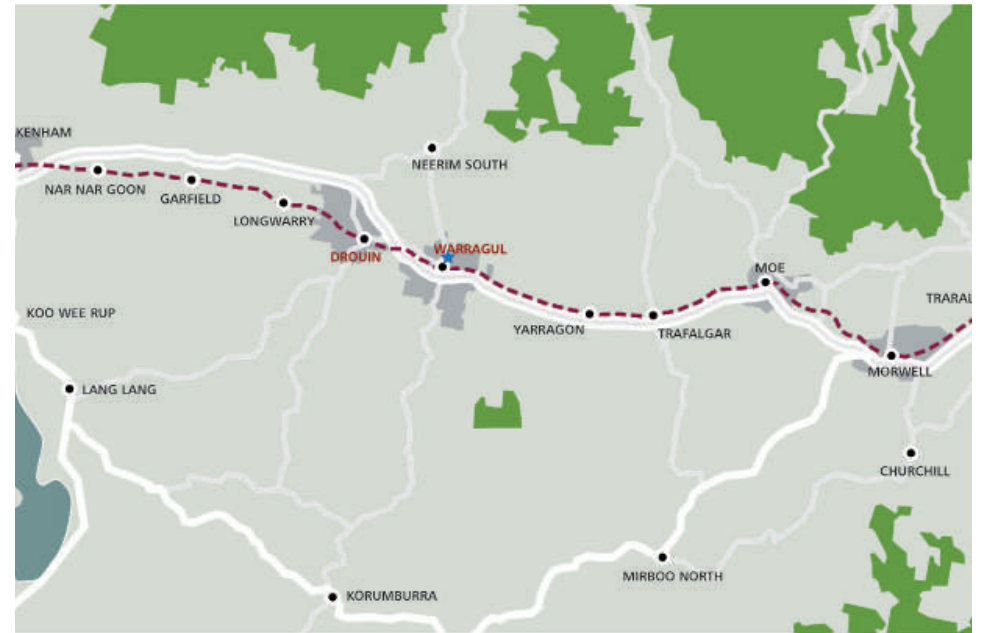 KENHAM
NEERIM SOUTH
NAR NAR GOON
GARFIELD
LONGWARRY
DROUIN
WARRAGUL
MOE
TRARAL
KOO WEE RUP
YARRAGON
TRAFALGAR
MORWELL
LANG LANG
CHURCHILL
MIRBOO NORTH
KORUMBURRA